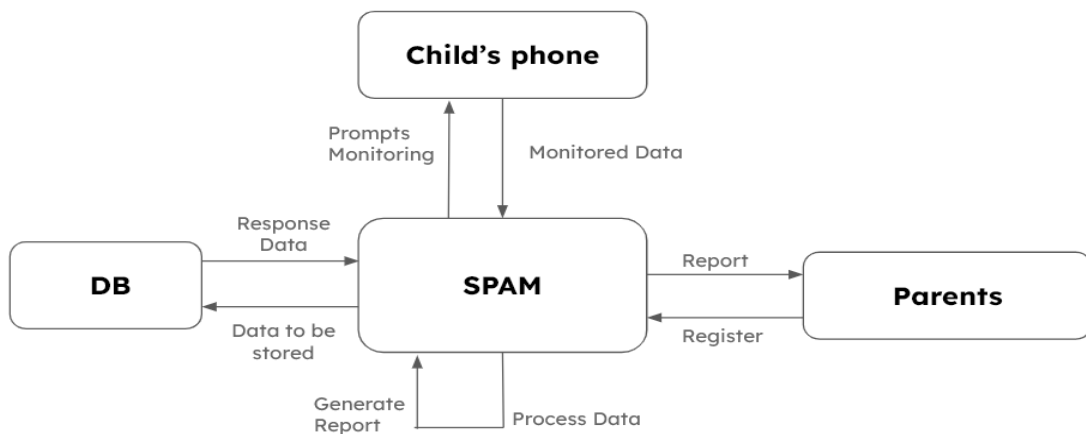 Child's phone
Prompts
Monitoring
Monitored Data
Response
Data
DB
SPAM
Report
Parents
Register
Data to be
stored
Generate
Report
Process Data